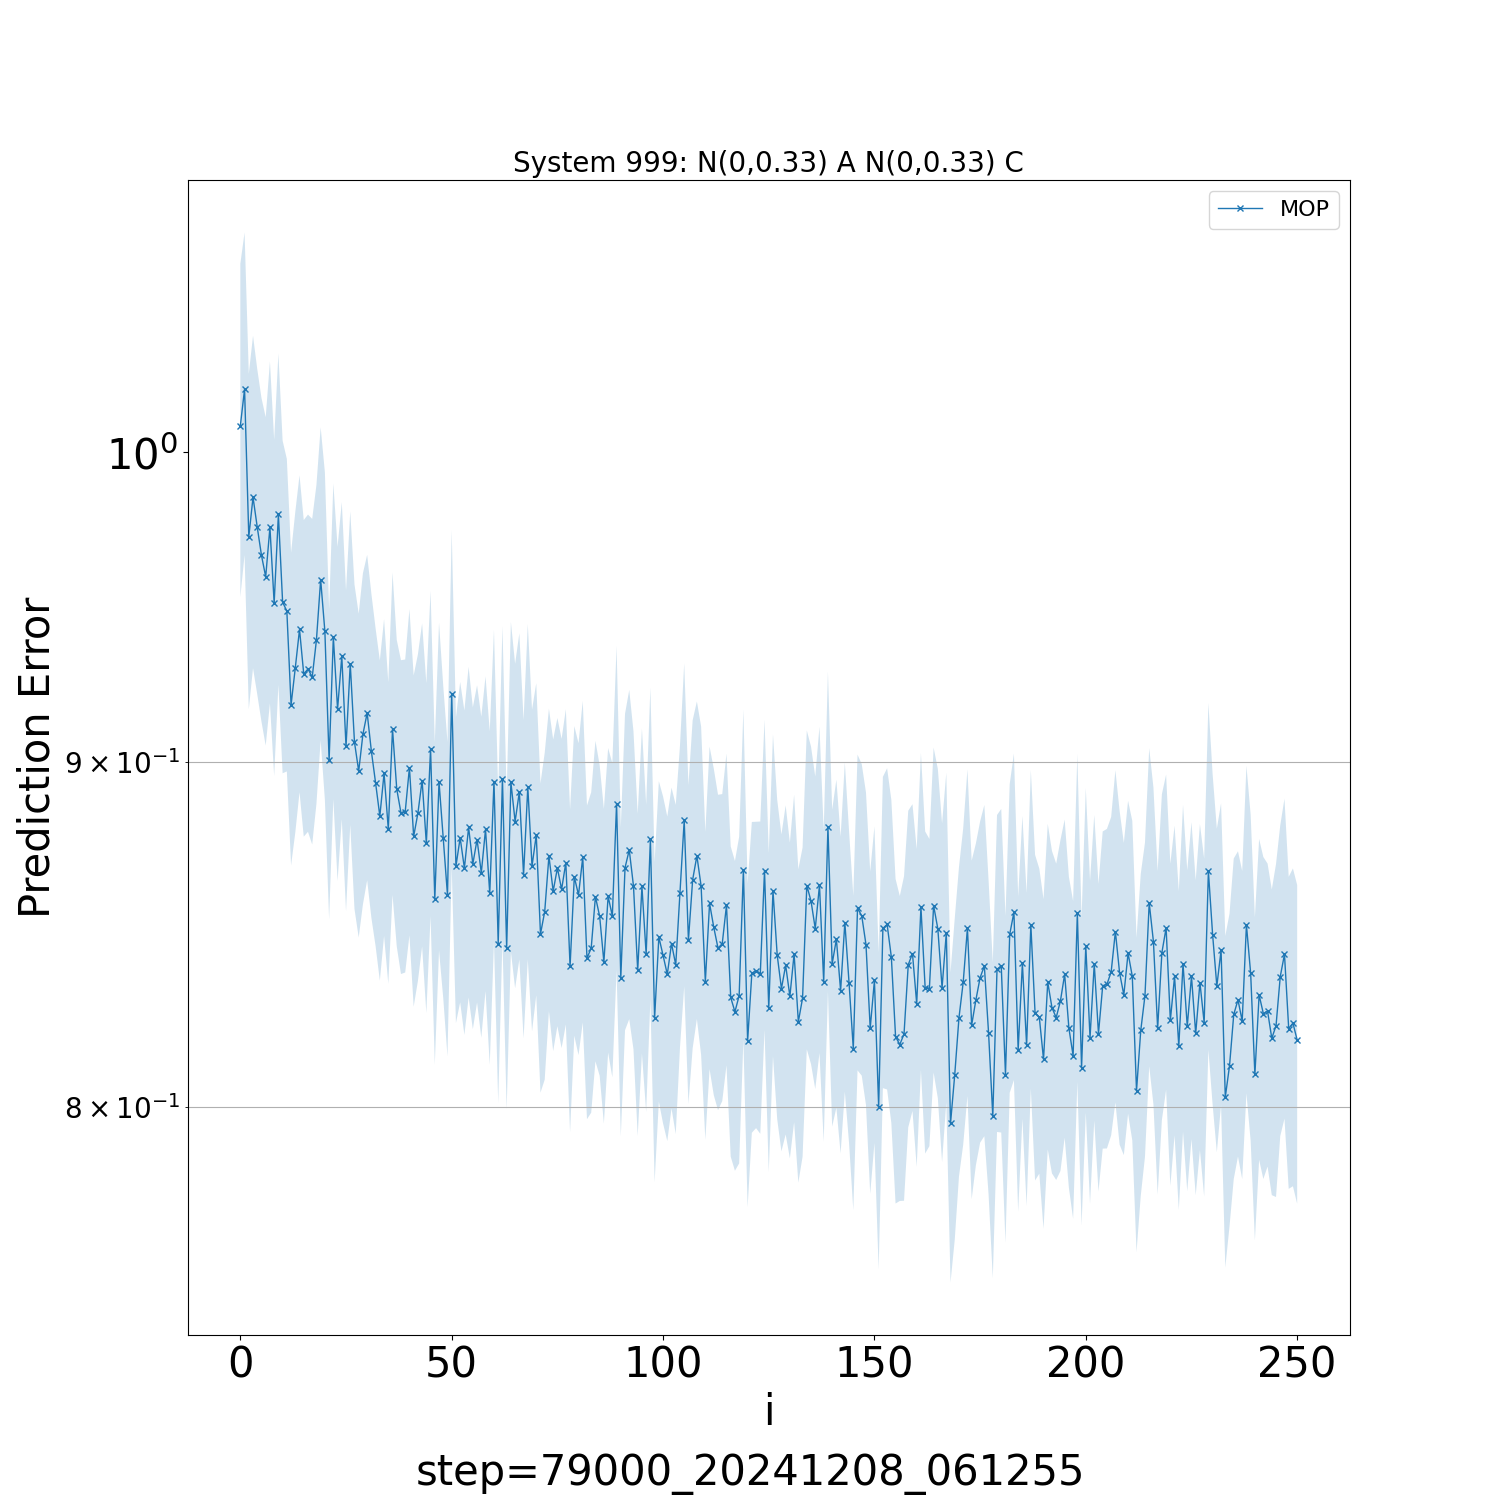 System 999: N(0,0.33) A N(0,0.33) C
MOP
Prediction Error
10⁰
9 × 10⁻¹
8 × 10⁻¹
0 50 100 150 200 250
i
step=79000_20241208_061255